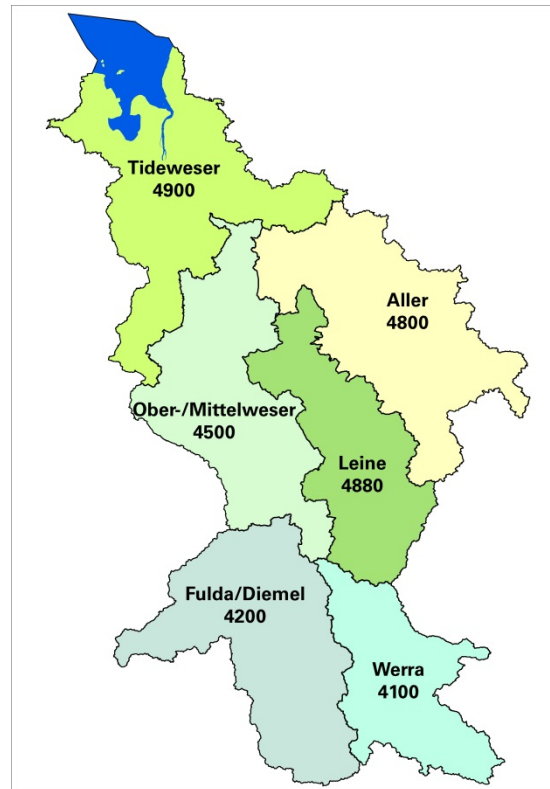 Tideweser
4900
Aller
4800
Ober-/Mittelweser
4500
Leine
4880
Fulda/Diemel
4200
Werra
4100